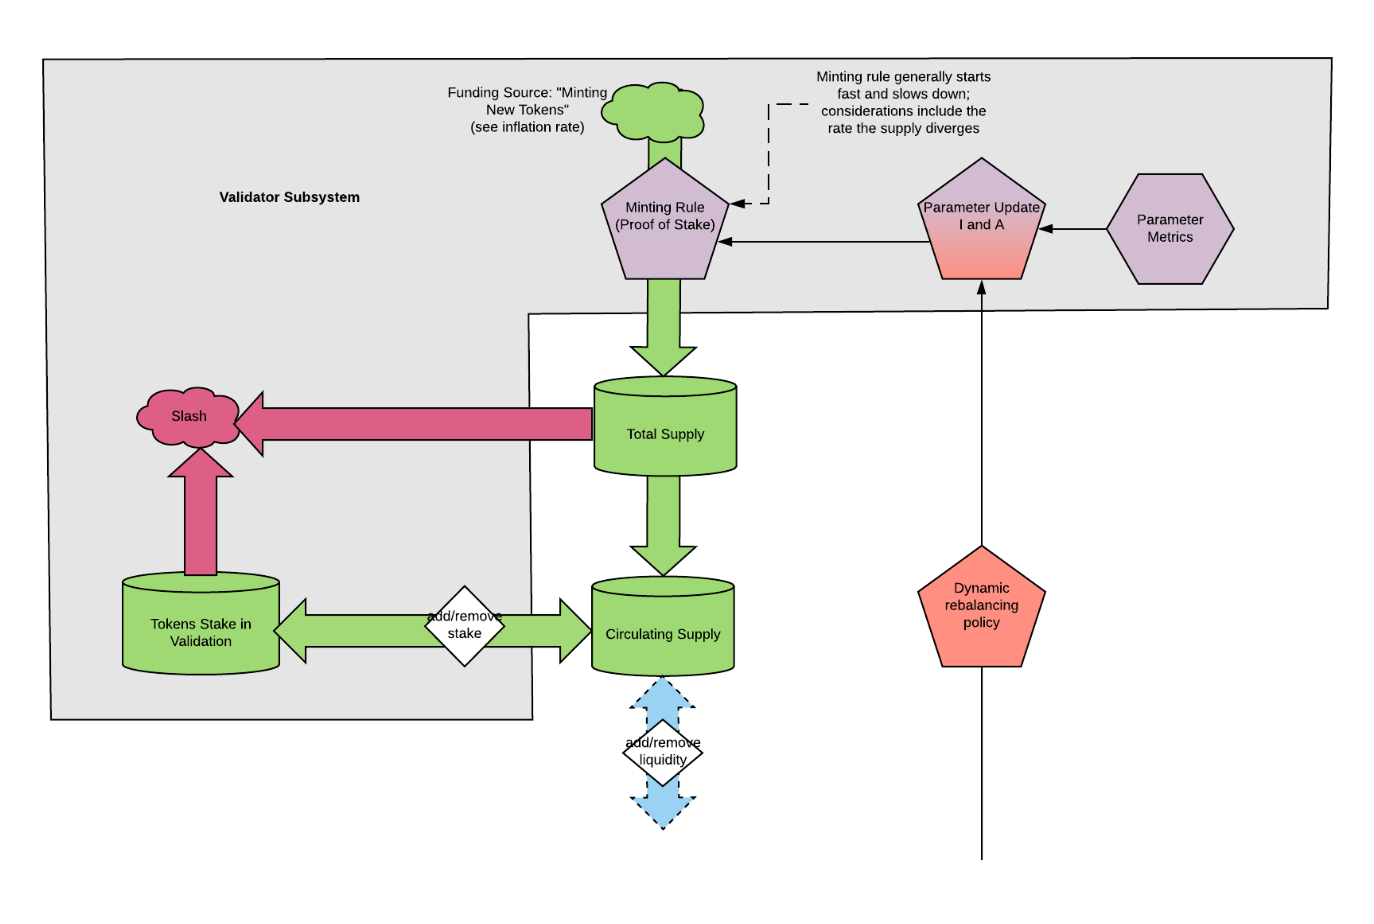 Funding Source: "Minting
New Tokens"
(see inflation rate)
Minting rule generally starts
fast and slows down;
considerations include the
rate the supply diverges
Validator Subsystem
Minting Rule
(Proof of Stake)
Parameter Update
I and A
Parameter
Metrics
Slash
Total Supply
Tokens Stake in
Validation
add/remove
stake
Circulating Supply
Dynamic
rebalancing
policy
add/remove
liquidity